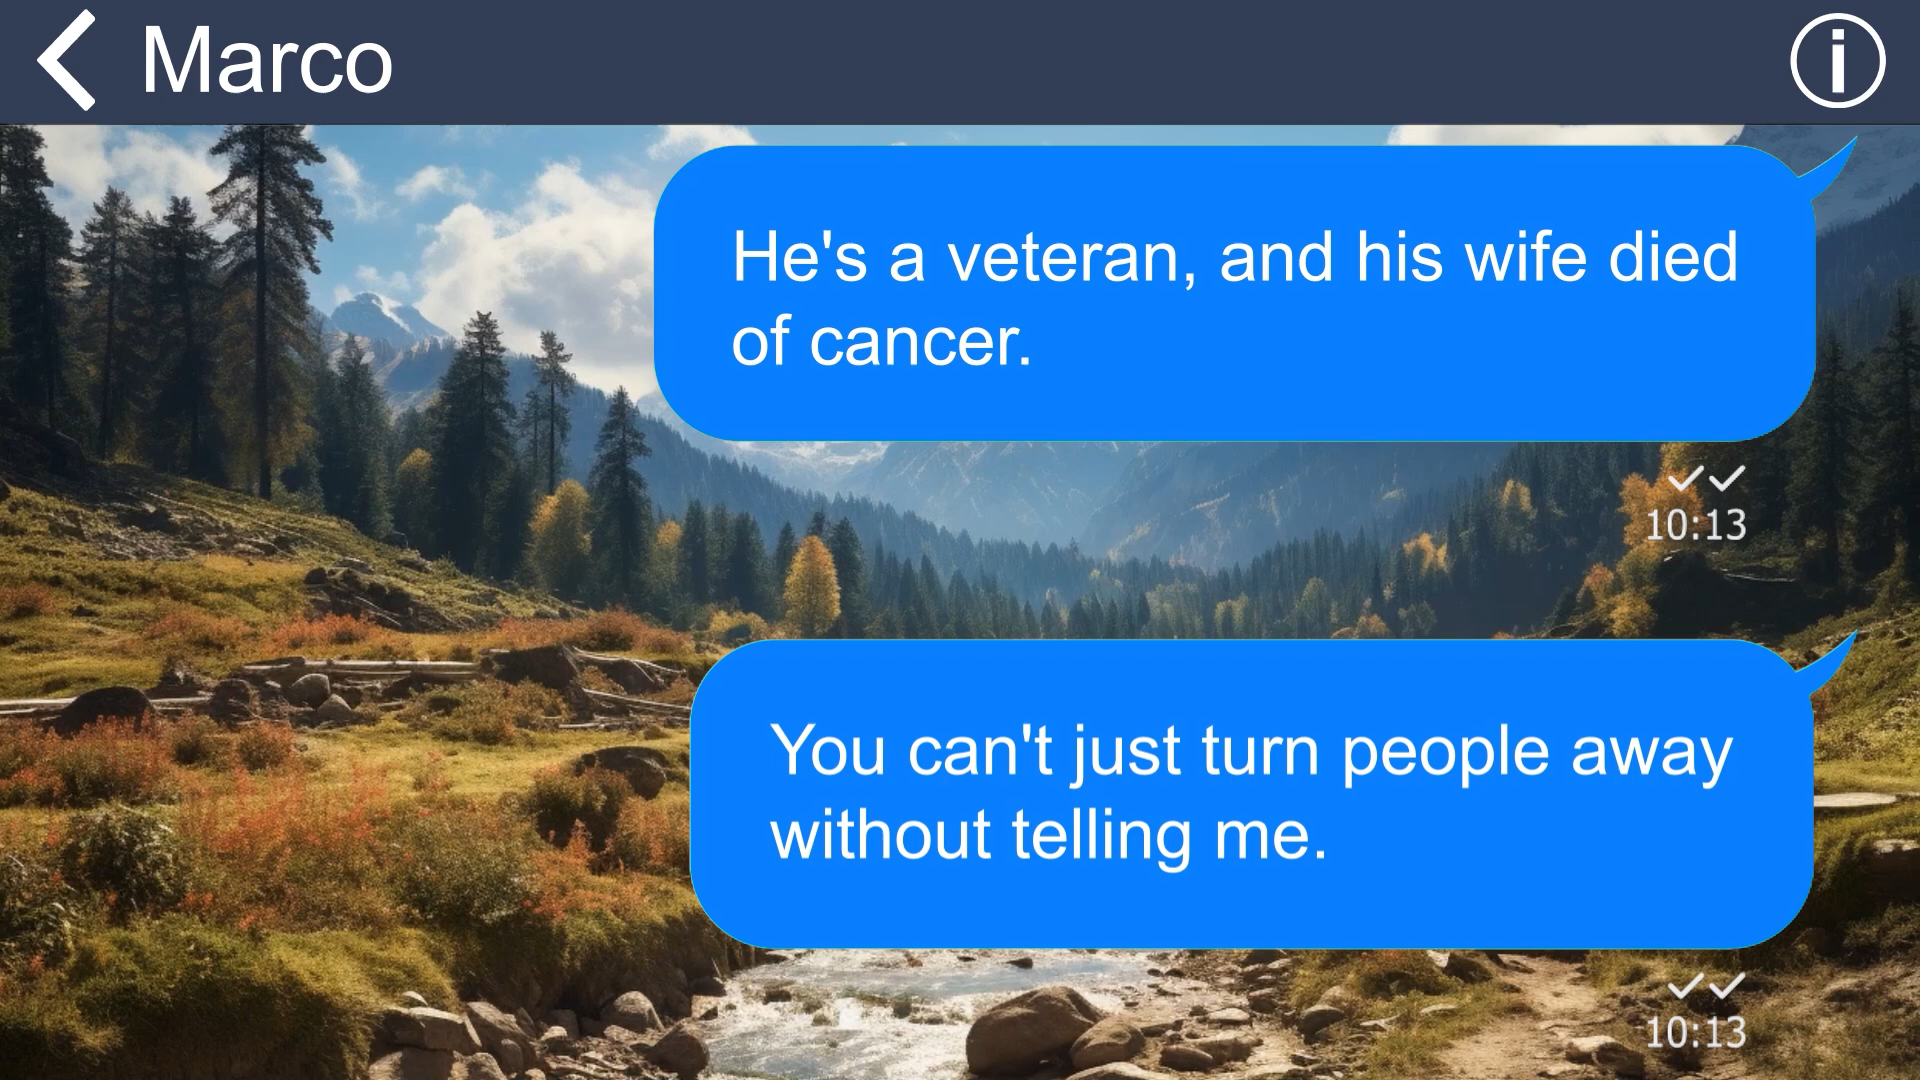 Marco
He's a veteran, and his wife died
of cancer.
10:13
You can't just turn people away
without telling me.
10:13